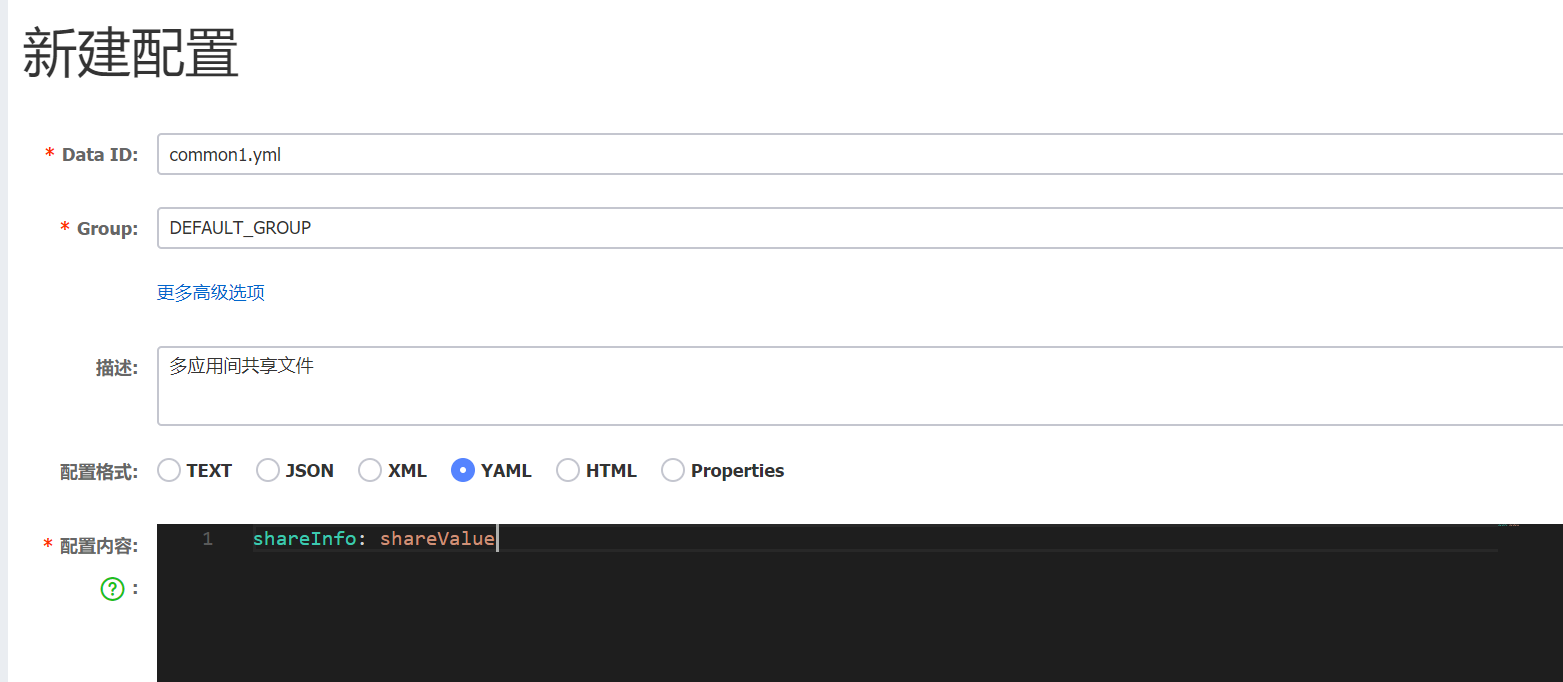 新建配置
* Data ID: common1.yml
* Group: DEFAULT_GROUP
更多高级选项
描述: 多应用间共享文件
配置格式: TEXT JSON XML YAML HTML Properties
* 配置内容: 1 shareInfo: shareValue
? :